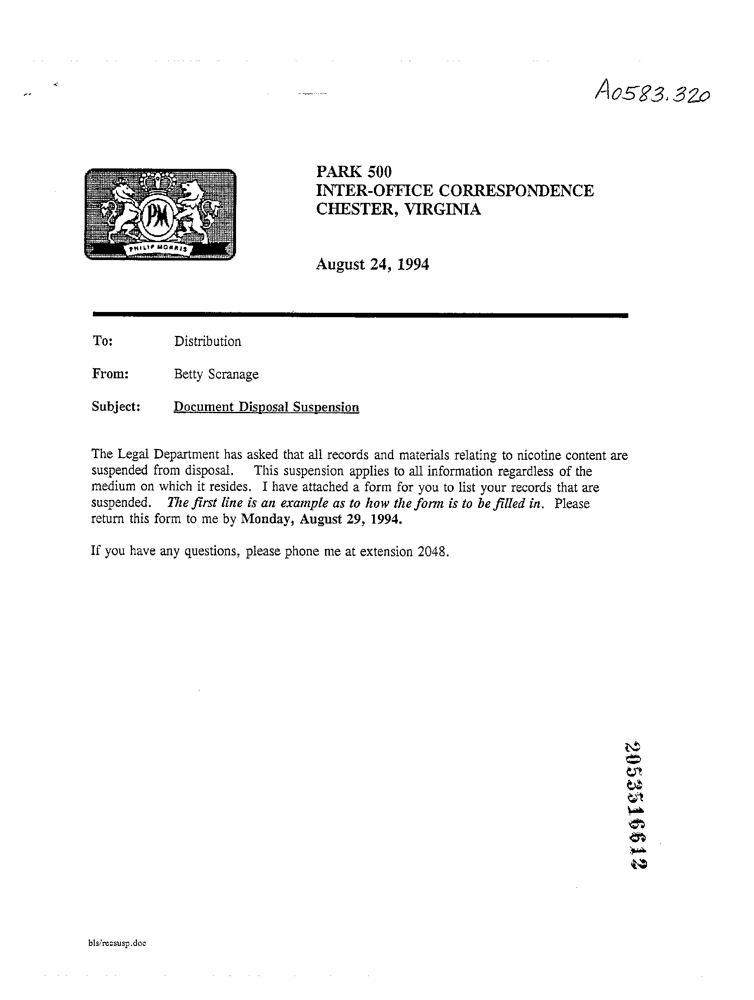 A0583.320
PM
PHILIP MORRIS
PARK 500
INTER-OFFICE CORRESPONDENCE
CHESTER, VIRGINIA
August 24, 1994
To: Distribution
From: Betty Scranage
Subject: Document Disposal Suspension
The Legal Department has asked that all records and materials relating to nicotine content are
suspended from disposal. This suspension applies to all information regardless of the
medium on which it resides. I have attached a form for you to list your records that are
suspended. The first line is an example as to how the form is to be filled in. Please
return this form to me by Monday, August 29, 1994.
If you have any questions, please phone me at extension 2048.
2053516612
bls/recsusp.doc